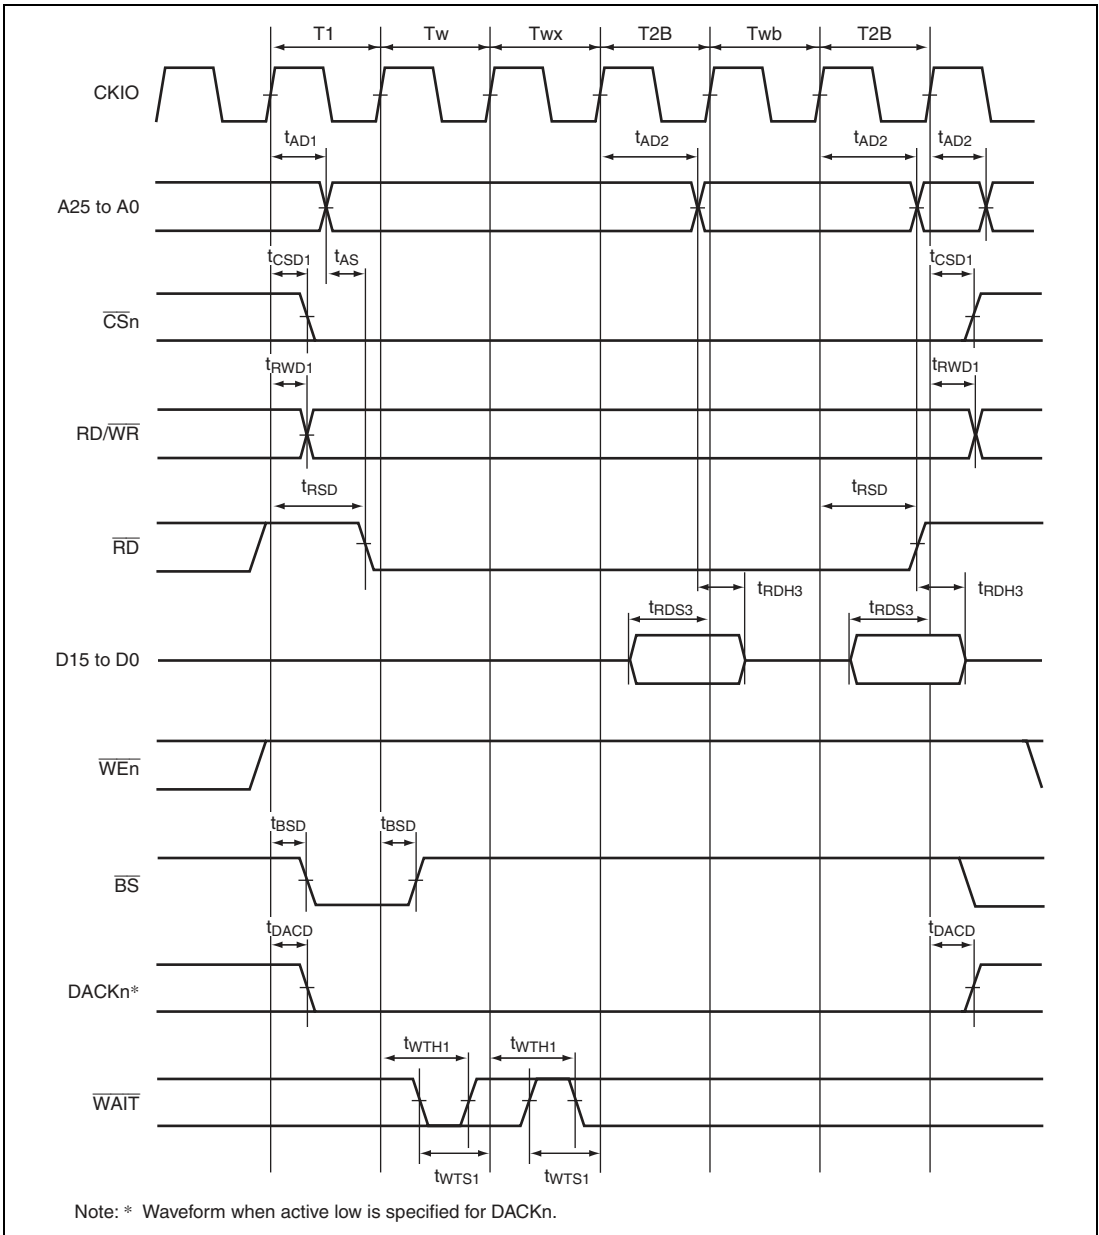 T1 Tw Twx T2B Twb T2B
CKIO
tAD1 tAD2 tAD2 tAD2
A25 to A0
tCSD1 tAS tCSD1
CSn
tRWD1 tRWD1
RD/WR
tRSD tRSD
RD
tRDH3 tRDH3
tRDS3 tRDS3
D15 to D0
WEn
tBSD tBSD
BS
tDACD tDACD
DACKn*
tWTH1 tWTH1
WAIT
tWTS1 tWTS1
Note: * Waveform when active low is specified for DACKn.